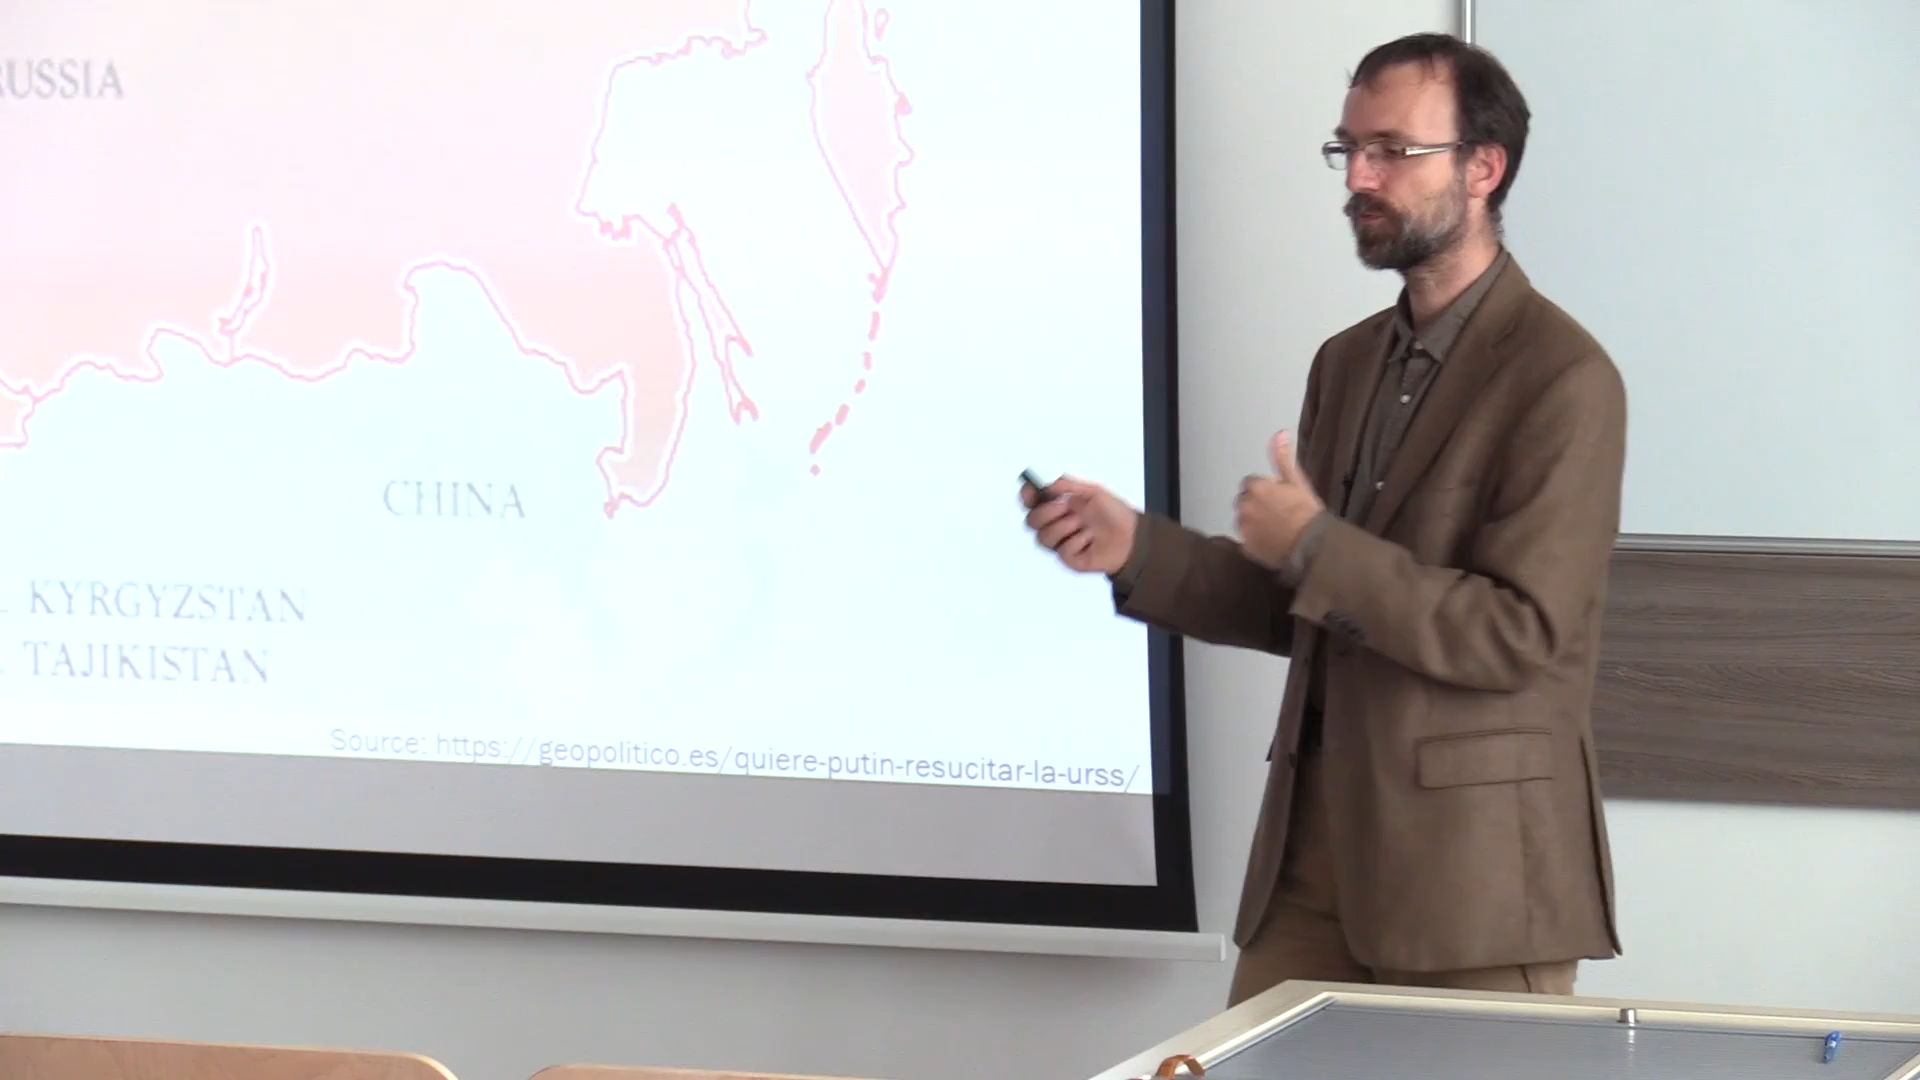 RUSSIA
CHINA
KYRGYZSTAN
TAJIKISTAN
Source: https://geopolitico.es/quiere-putin-resucitar-la-urss/